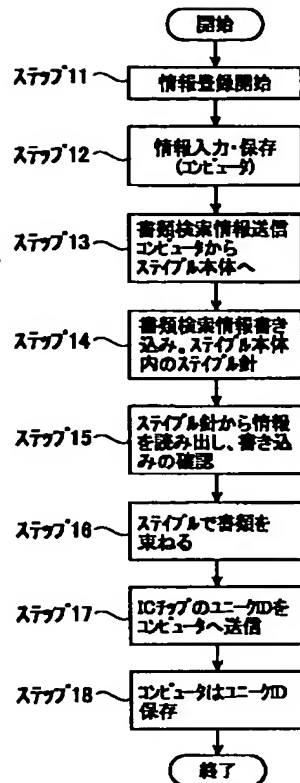 開始
ステップ11
情報登録開始
ステップ12
情報入力・保存
(コンピュータ)
ステップ13
書類検索情報送信
コンピュータから
ステイプル本体へ
ステップ14
書類検索情報書き
込み。ステイプル本体
内のステイプル針
ステップ15
ステイプル針から情報
を読み出し、書き込
みの確認
ステップ16
ステイプルで書類を
束ねる
ステップ17
ICチップのユニークIDを
コンピュータへ送信
ステップ18
コンピュータはユニークID
保存
終了